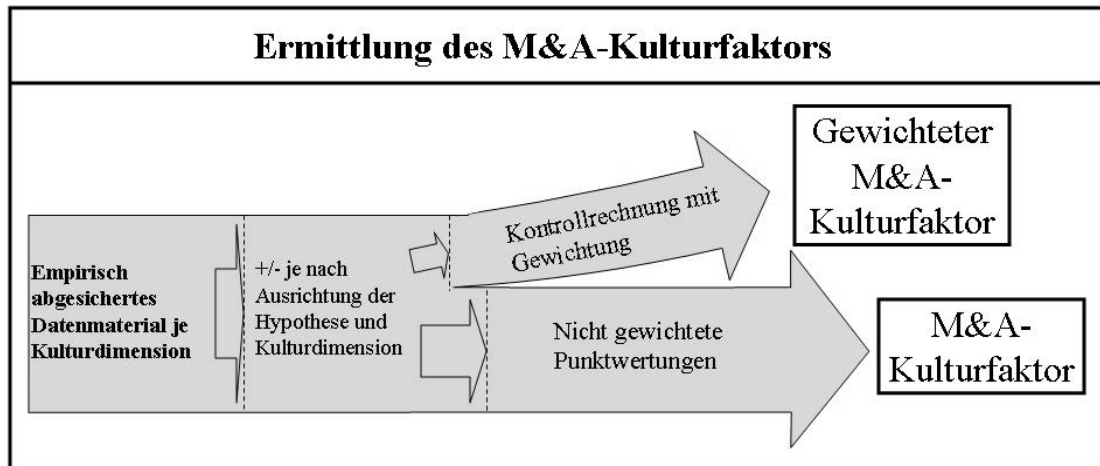 Ermittlung des M&A-Kulturfaktors
Empirisch
abgesichertes
Datenmaterial je
Kulturdimension
+/- je nach
Ausrichtung der
Hypothese und
Kulturdimension
Kontrollrechnung mit
Gewichtung
Gewichteter
M&A-
Kulturfaktor
Nicht gewichtete
Punktwertungen
M&A-
Kulturfaktor